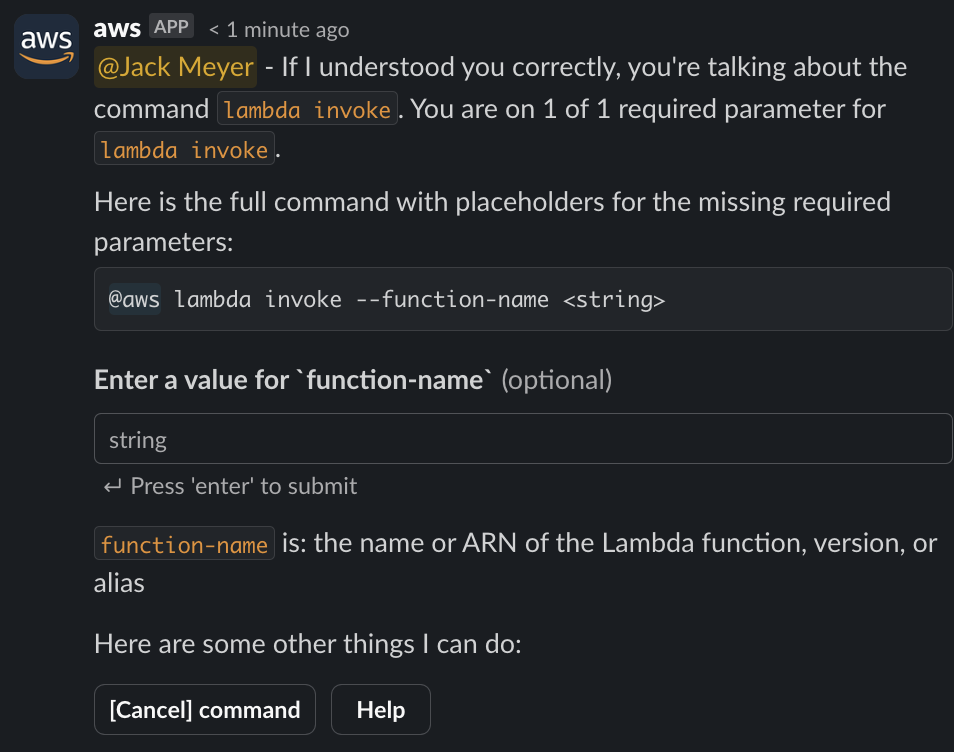 aws
aws APP < 1 minute ago
@Jack Meyer - If I understood you correctly, you're talking about the
command lambda invoke. You are on 1 of 1 required parameter for
lambda invoke.
Here is the full command with placeholders for the missing required
parameters:
@aws lambda invoke --function-name <string>
Enter a value for `function-name` (optional)
string
↵ Press 'enter' to submit
function-name is: the name or ARN of the Lambda function, version, or
alias
Here are some other things I can do:
[Cancel] command Help